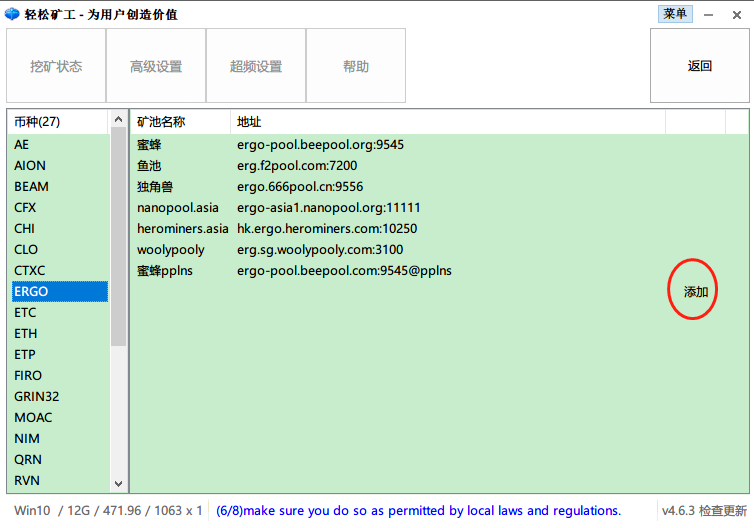 轻松矿工 - 为用户创造价值 菜单
挖矿状态 高级设置 超频设置 帮助 返回
币种(27) 矿池名称 地址
AE 蜜蜂 ergo-pool.beepool.org:9545
AION 鱼池 erg.f2pool.com:7200
BEAM 独角兽 ergo.666pool.cn:9556
CFX nanopool.asia ergo-asia1.nanopool.org:11111
CHI herominers.asia hk.ergo.herominers.com:10250
CLO woolypooly erg.sg.woolypooly.com:3100
CTXC 蜜蜂pplns ergo-pool.beepool.com:9545@pplns
ERGO 添加
ETC
ETH
ETP
FIRO
GRIN32
MOAC
NIM
QRN
RVN
Win10 / 12G / 471.96 / 1063 x 1 (6/8)make sure you do so as permitted by local laws and regulations. v4.6.3 检查更新